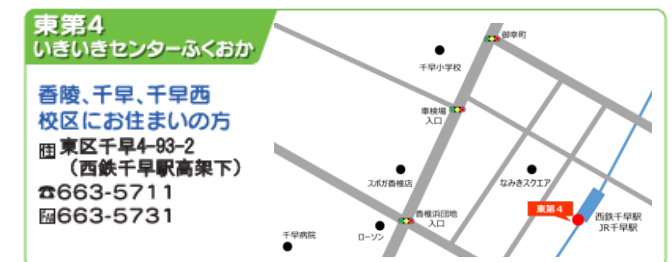 東第4
いきいきセンターふくおか
香陵、千早、千早西
校区にお住まいの方
住 東区千早4-93-2
（西鉄千早駅高架下）
☎663-5711
FAX663-5731
御幸町
千早小学校
車検場
入口
スポガ香椎店
なみきスクエア
東第4
西鉄千早駅
JR千早駅
香椎浜団地
入口
ローソン
千早病院